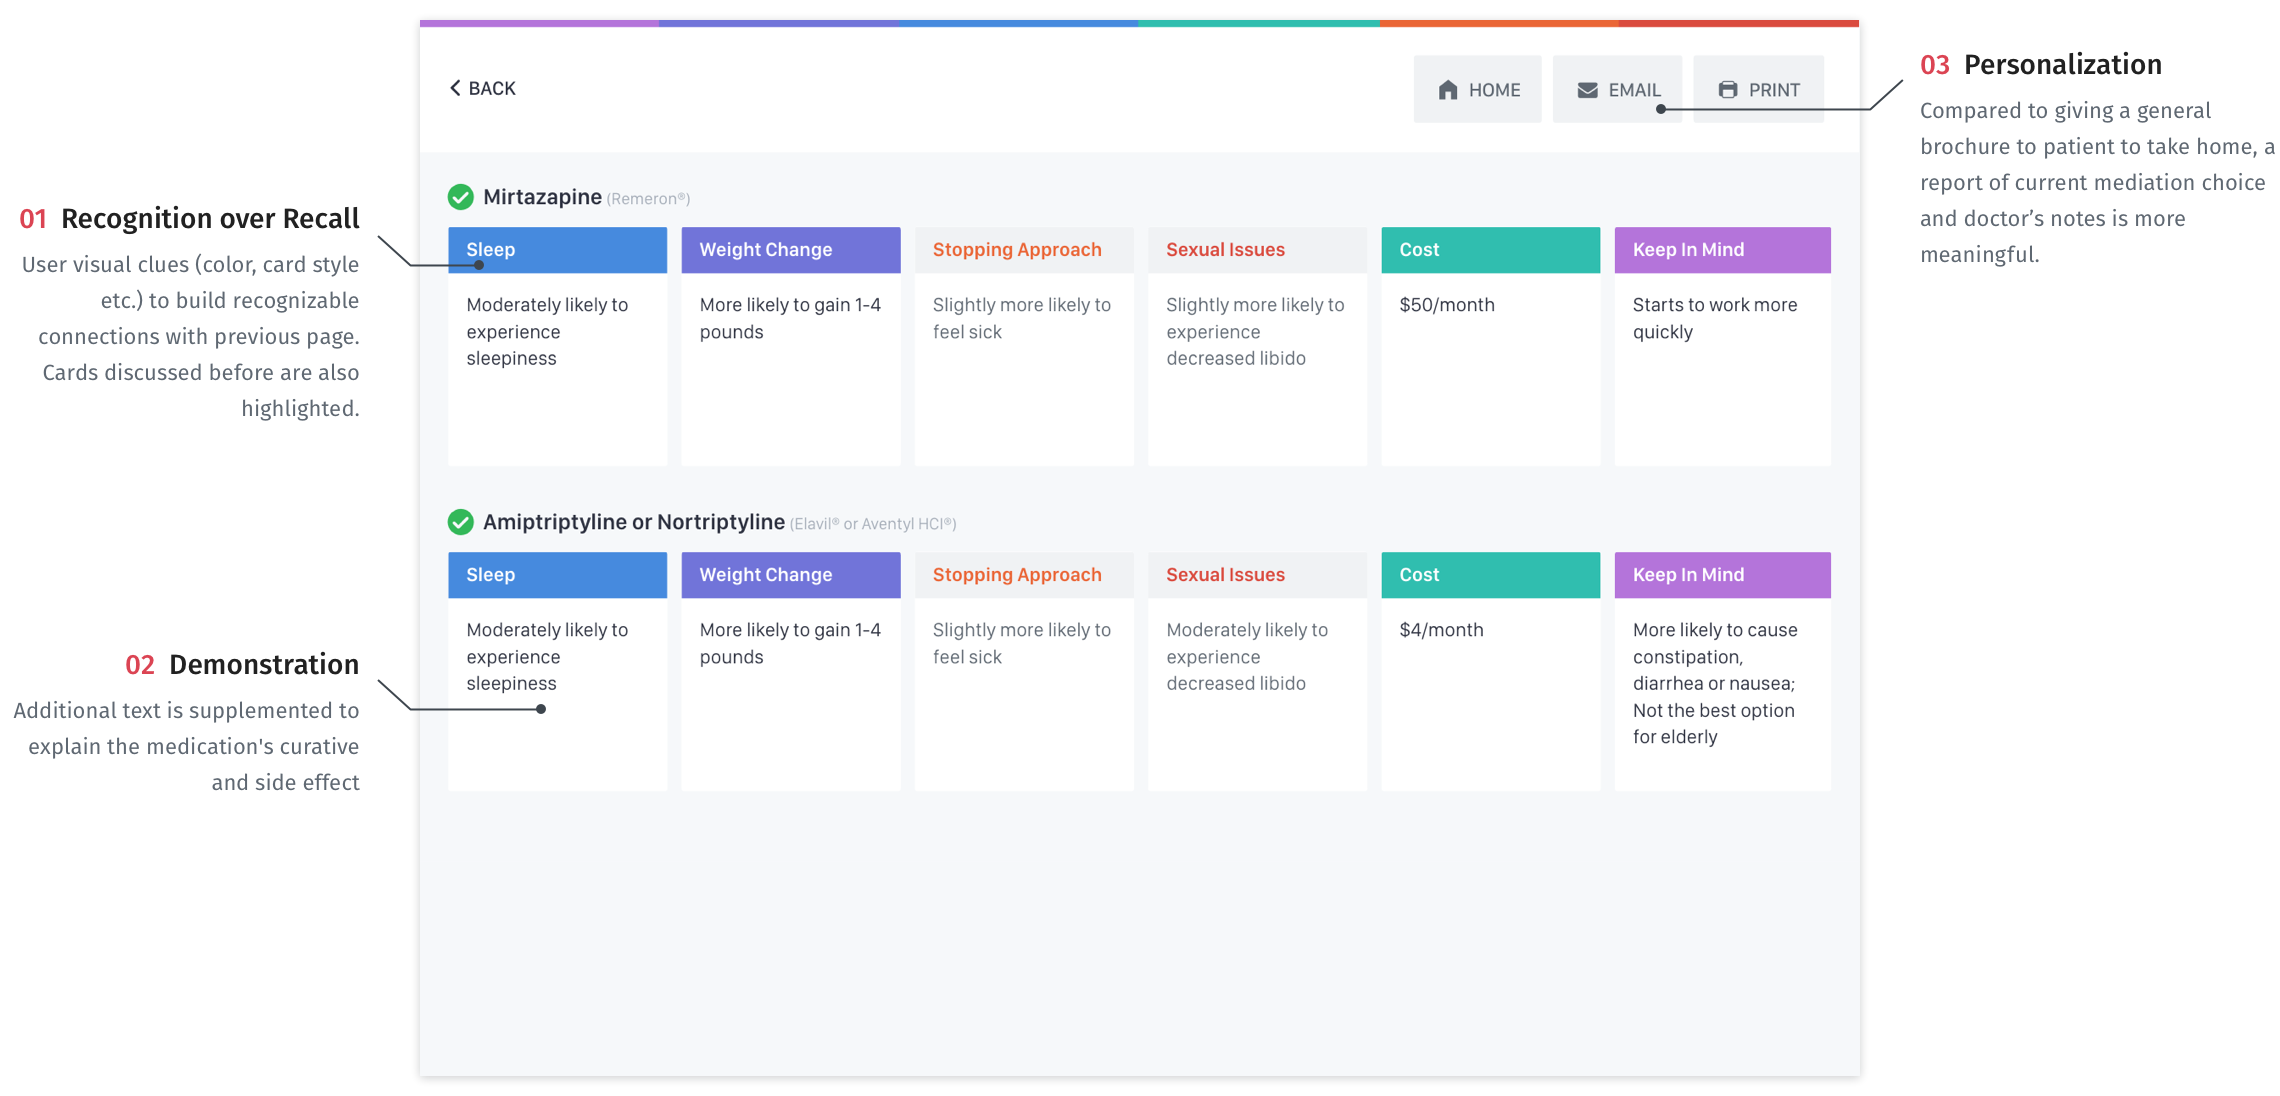 BACK
HOME
EMAIL
PRINT
03 Personalization
Compared to giving a general
brochure to patient to take home, a
report of current mediation choice
and doctor’s notes is more
meaningful.
01 Recognition over Recall
User visual clues (color, card style
etc.) to build recognizable
connections with previous page.
Cards discussed before are also
highlighted.
Mirtazapine (Remeron®)
Sleep
Moderately likely to
experience
sleepiness
Weight Change
More likely to gain 1-4
pounds
Stopping Approach
Slightly more likely to
feel sick
Sexual Issues
Slightly more likely to
experience
decreased libido
Cost
$50/month
Keep In Mind
Starts to work more
quickly
02 Demonstration
Additional text is supplemented to
explain the medication's curative
and side effect
Amiptriptyline or Nortriptyline (Elavil® or Aventyl HCI®)
Sleep
Moderately likely to
experience
sleepiness
Weight Change
More likely to gain 1-4
pounds
Stopping Approach
Slightly more likely to
feel sick
Sexual Issues
Moderately likely to
experience
decreased libido
Cost
$4/month
Keep In Mind
More likely to cause
constipation,
diarrhea or nausea;
Not the best option
for elderly